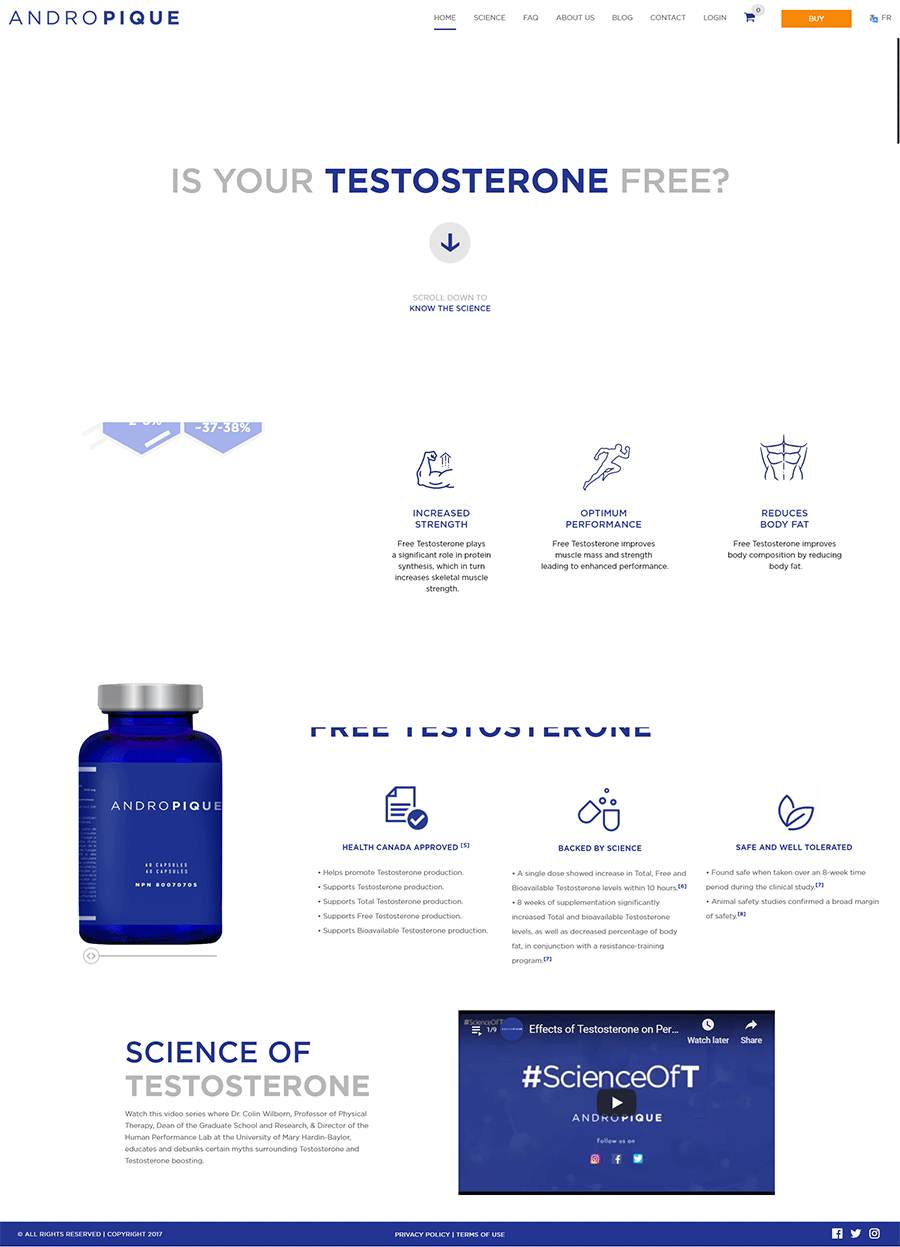 ANDROPIQUE
HOME SCIENCE FAQ ABOUT US BLOG CONTACT LOGIN 0 BUY FR
IS YOUR TESTOSTERONE FREE?
SCROLL DOWN TO
KNOW THE SCIENCE
~37-38%
INCREASED
STRENGTH
Free Testosterone plays
a significant role in protein
synthesis, which in turn
increases skeletal muscle
strength.
OPTIMUM
PERFORMANCE
Free Testosterone improves
muscle mass and strength
leading to enhanced performance.
REDUCES
BODY FAT
Free Testosterone improves
body composition by reducing
body fat.
ANDROPIQUE
60 CAPSULES
60 CAPSULES
NPN 80070705
FREE TESTOSTERONE
HEALTH CANADA APPROVED [5]
• Helps promote Testosterone production.
• Supports Testosterone production.
• Supports Total Testosterone production.
• Supports Free Testosterone production.
• Supports Bioavailable Testosterone production.
BACKED BY SCIENCE
• A single dose showed increase in Total, Free and
Bioavailable Testosterone levels within 10 hours.[6]
• 8 weeks of supplementation significantly
increased Total and bioavailable Testosterone
levels, as well as decreased percentage of body
fat, in conjunction with a resistance-training
program.[7]
SAFE AND WELL TOLERATED
• Found safe when taken over an 8-week time
period during the clinical study.[7]
• Animal safety studies confirmed a broad margin
of safety.[8]
SCIENCE OF
TESTOSTERONE
Watch this video series where Dr. Colin Wilborn, Professor of Physical
Therapy, Dean of the Graduate School and Research, & Director of the
Human Performance Lab at the University of Mary Hardin-Baylor,
educates and debunks certain myths surrounding Testosterone and
Testosterone boosting.
#ScienceOfT
1/9
ANDROPIQUE
Effects of Testosterone on Per...
Watch later Share
#ScienceOfT
ANDROPIQUE
Follow us on
© ALL RIGHTS RESERVED | COPYRIGHT 2017 PRIVACY POLICY | TERMS OF USE